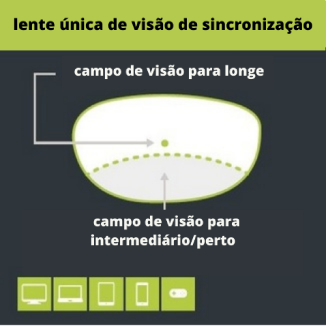 lente única de visão de sincronização
campo de visão para longe
campo de visão para
intermediário/perto